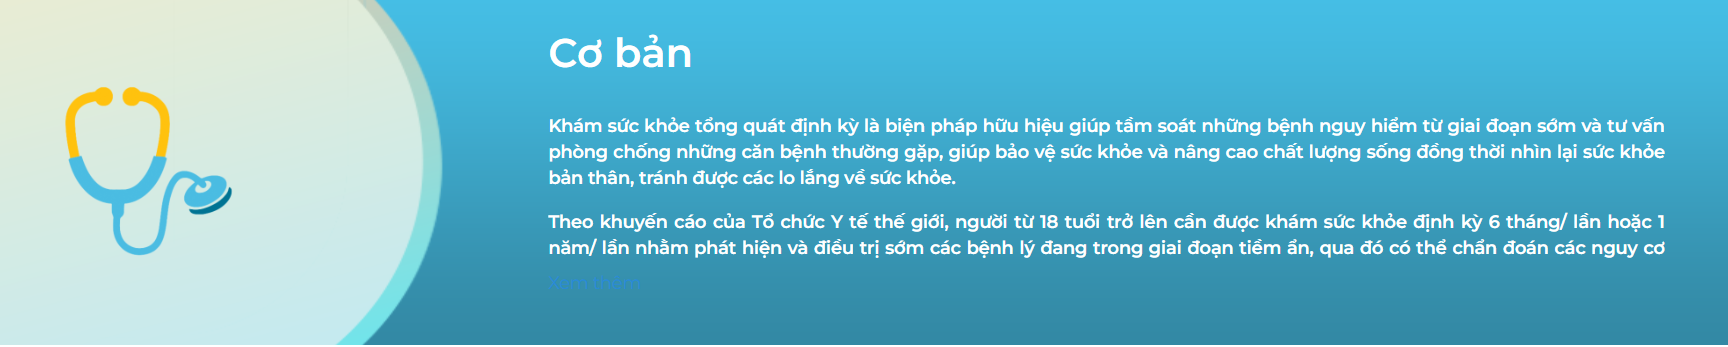 Cơ bản
Khám sức khỏe tổng quát định kỳ là biện pháp hữu hiệu giúp tầm soát những bệnh nguy hiểm từ giai đoạn sớm và tư vấn
phòng chống những căn bệnh thường gặp, giúp bảo vệ sức khỏe và nâng cao chất lượng sống đồng thời nhìn lại sức khỏe
bản thân, tránh được các lo lắng về sức khỏe.
Theo khuyến cáo của Tổ chức Y tế thế giới, người từ 18 tuổi trở lên cần được khám sức khỏe định kỳ 6 tháng/ lần hoặc 1
năm/ lần nhằm phát hiện và điều trị sớm các bệnh lý đang trong giai đoạn tiềm ẩn, qua đó có thể chẩn đoán các nguy cơ
Xem thêm